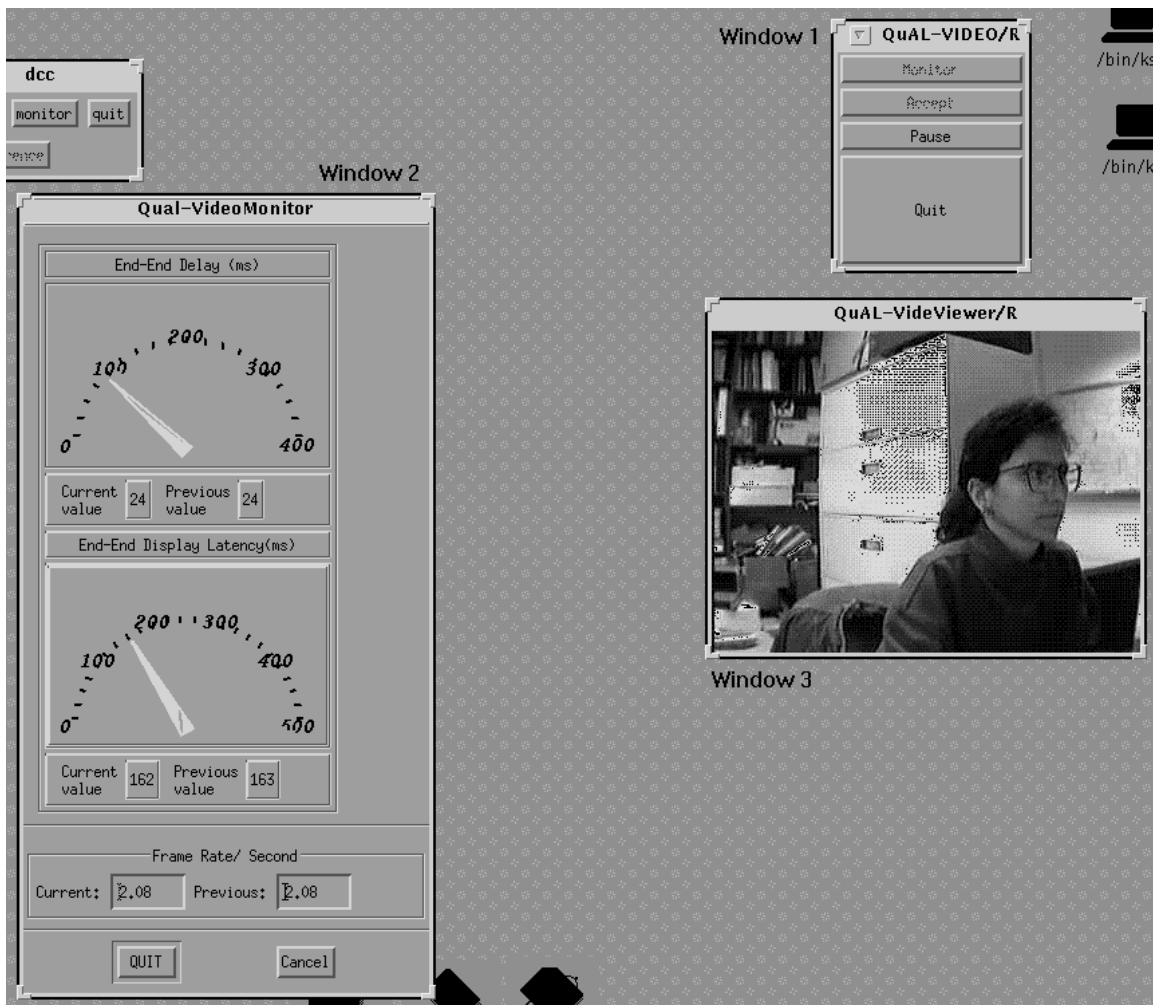 Window 1
QuAL-VIDEO/R
Monitor
Accept
Pause
Quit
/bin/ks
/bin/k
dcc
monitor quit
rence
Window 2
Qual-VideoMonitor
End-End Delay (ms)
0 100 200 300 400
Current value 24 Previous value 24
End-End Display Latency(ms)
0 100 200 300 400 500
Current value 162 Previous value 163
Frame Rate/ Second
Current: 2.08 Previous: 2.08
QUIT Cancel
QuAL-VideViewer/R
Window 3